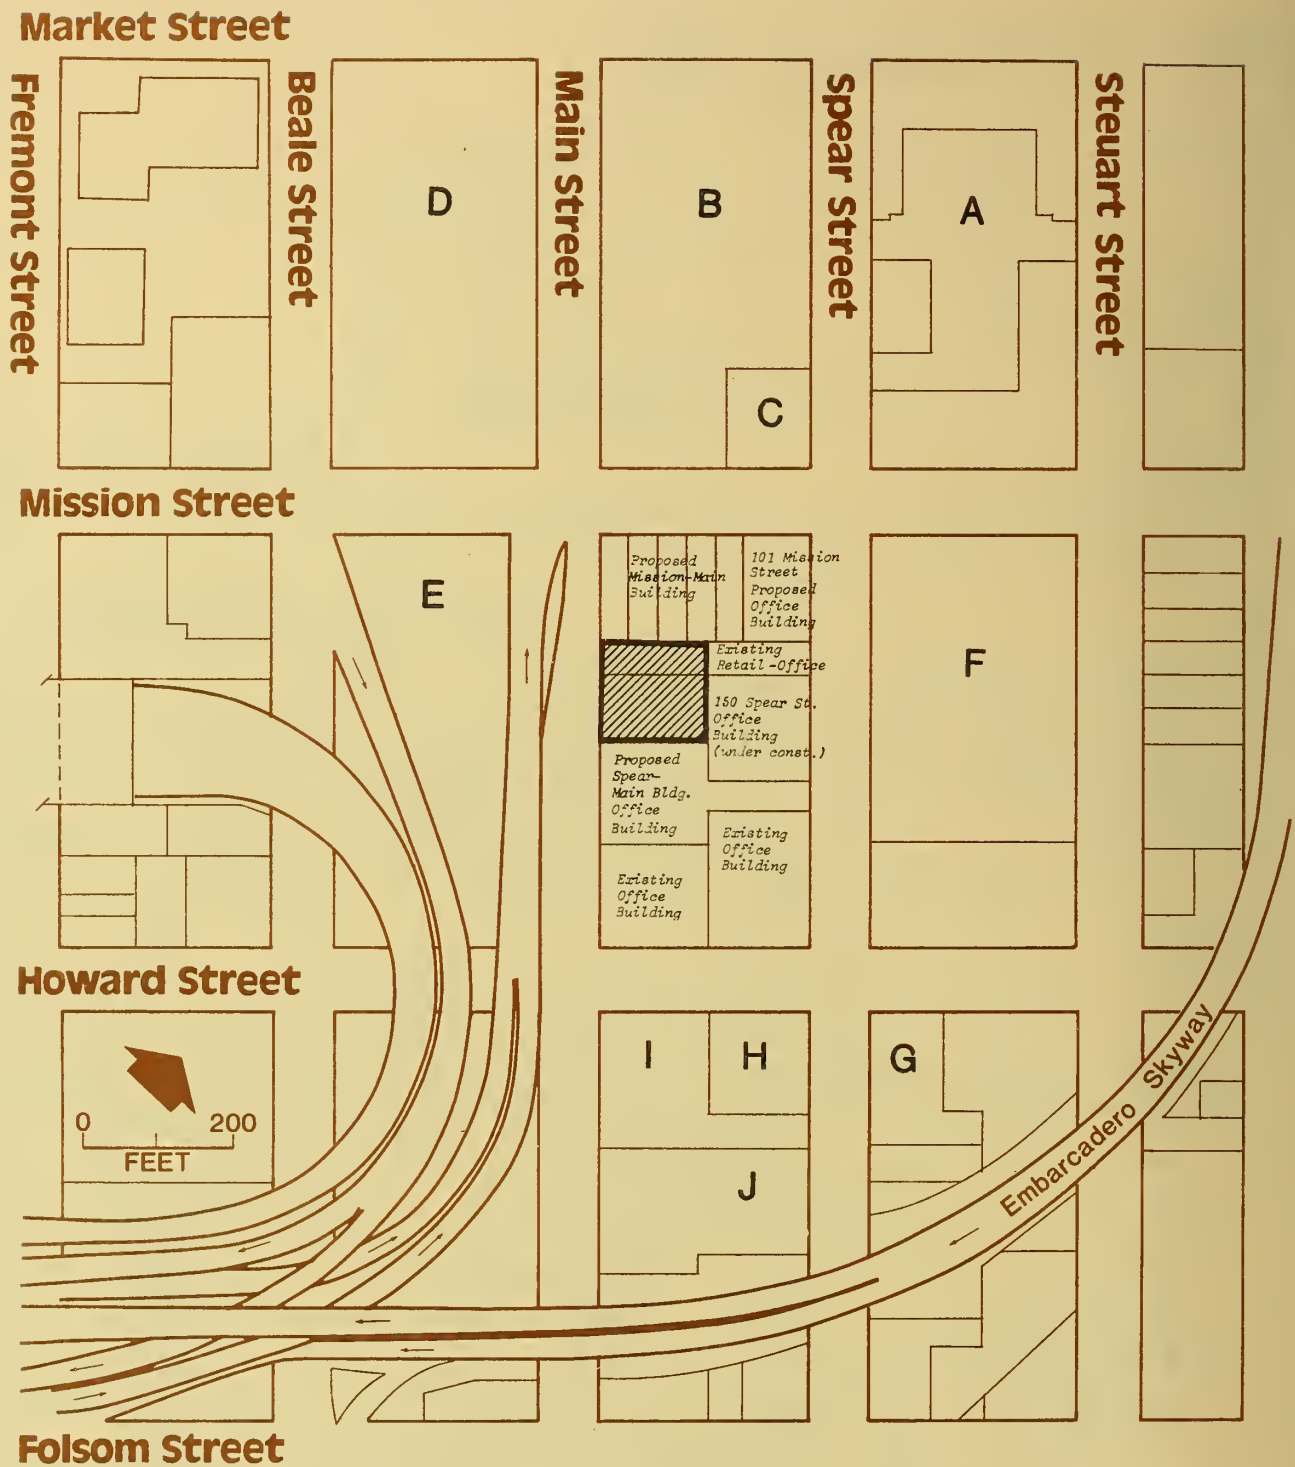 Market Street
Fremont Street
Beale Street
Main Street
Spear Street
Steuart Street
D
B
A
C
Mission Street
E
Proposed
Mission-Main
Building
101 Mission
Street
Proposed
Office
Building
Existing
Retail-Office
F
150 Spear St.
Office
Building
(under const.)
Proposed
Spear-
Main Bldg.
Office
Building
Existing
Office
Building
Existing
Office
Building
Howard Street
I
H
G
J
0
200
FEET
Embarcadero Skyway
Folsom Street